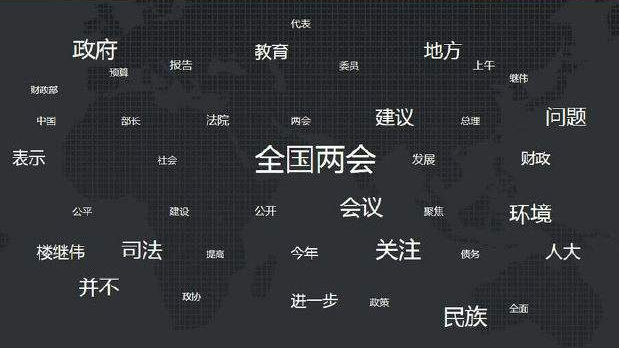 代表
政府 教育 地方
预算 报告 委员 上午 继伟
财政部
中国 部长 法院 两会 建议 总理 问题
表示 社会 全国两会 发展 财政
公平 建设 公开 会议 聚焦 环境
楼继伟 司法 提高 今年 关注 债务 人大
并不 政协 进一步 政策 民族 全面